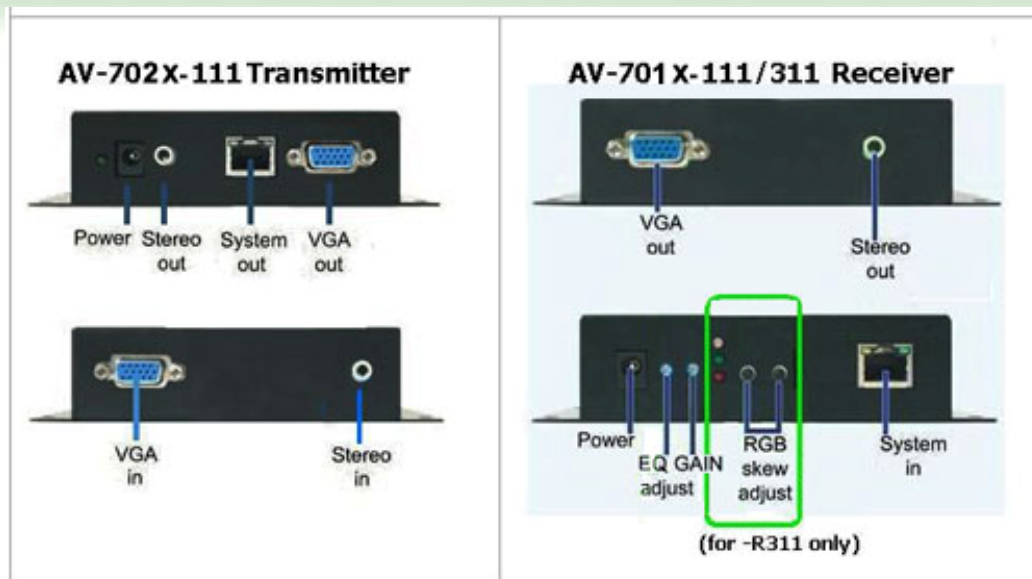 AV-702X-111 Transmitter
Power
Stereo
out
System
out
VGA
out
VGA
in
Stereo
in
AV-701X-111/311 Receiver
VGA
out
Stereo
out
Power
EQ GAIN
adjust
RGB
skew
adjust
System
in
(for -R311 only)